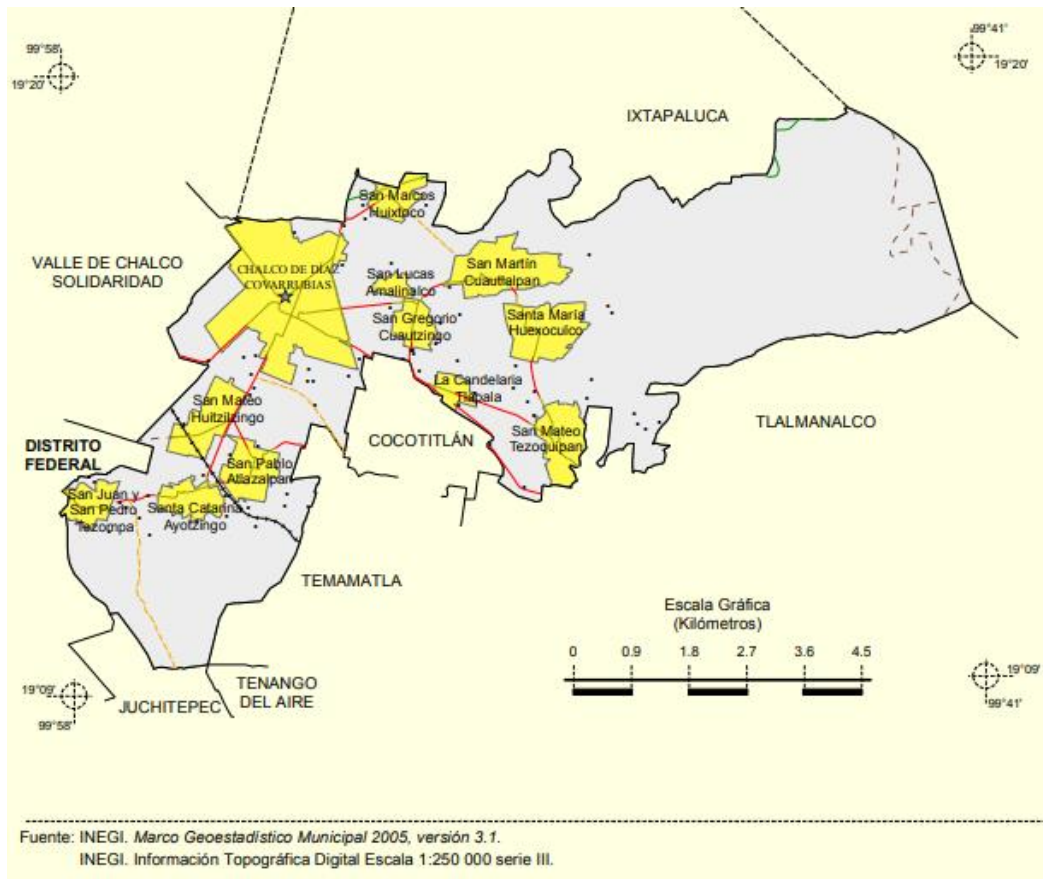 99°58'
19°20'
99°41'
19°20'
IXTAPALUCA
San Marcos
Huixtoco
VALLE DE CHALCO
SOLIDARIDAD
CHALCO DE DÍAZ
COVARRUBIAS
San Lucas
Amalinalco
San Martín
Cuautlalpan
San Gregorio
Cuautzingo
Santa María
Huexoculco
La Candelaria
Tlapala
San Mateo
Huitzilzingo
COCOTITLÁN
San Mateo
Tezoquipan
TLALMANALCO
DISTRITO
FEDERAL
San Pablo
Atlazalpan
San Juan y
San Pedro
Tezompa
Santa Catarina
Ayotzingo
TEMAMATLA
Escala Gráfica
(Kilómetros)
0 0.9 1.8 2.7 3.6 4.5
19°09'
99°58'
JUCHITEPEC
TENANGO
DEL AIRE
19°09'
99°41'
Fuente: INEGI. Marco Geoestadístico Municipal 2005, versión 3.1.
INEGI. Información Topográfica Digital Escala 1:250 000 serie III.